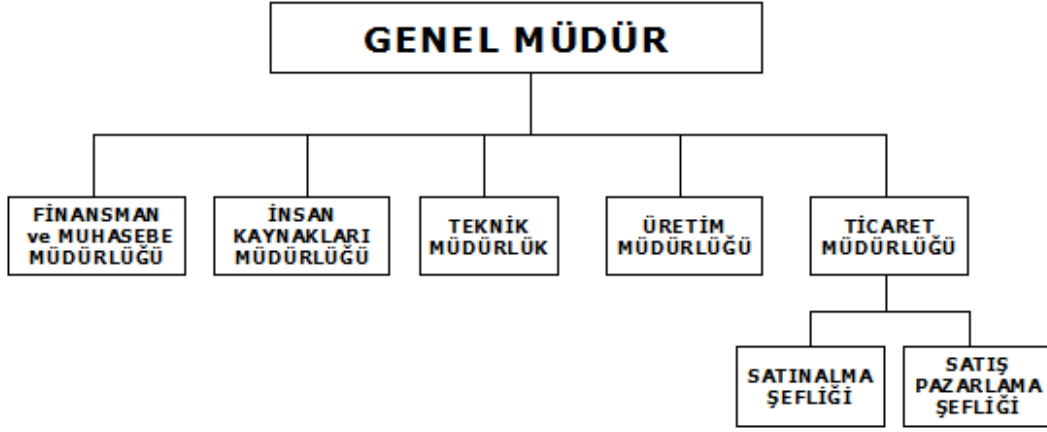 GENEL MÜDÜR
FİNANSMAN
ve MUHASEBE
MÜDÜRLÜĞÜ
İNSAN
KAYNAKLARI
MÜDÜRLÜĞÜ
TEKNİK
MÜDÜRLÜK
ÜRETİM
MÜDÜRLÜĞÜ
TİCARET
MÜDÜRLÜĞÜ
SATINALMA
ŞEFLİĞİ
SATIŞ
PAZARLAMA
ŞEFLİĞİ